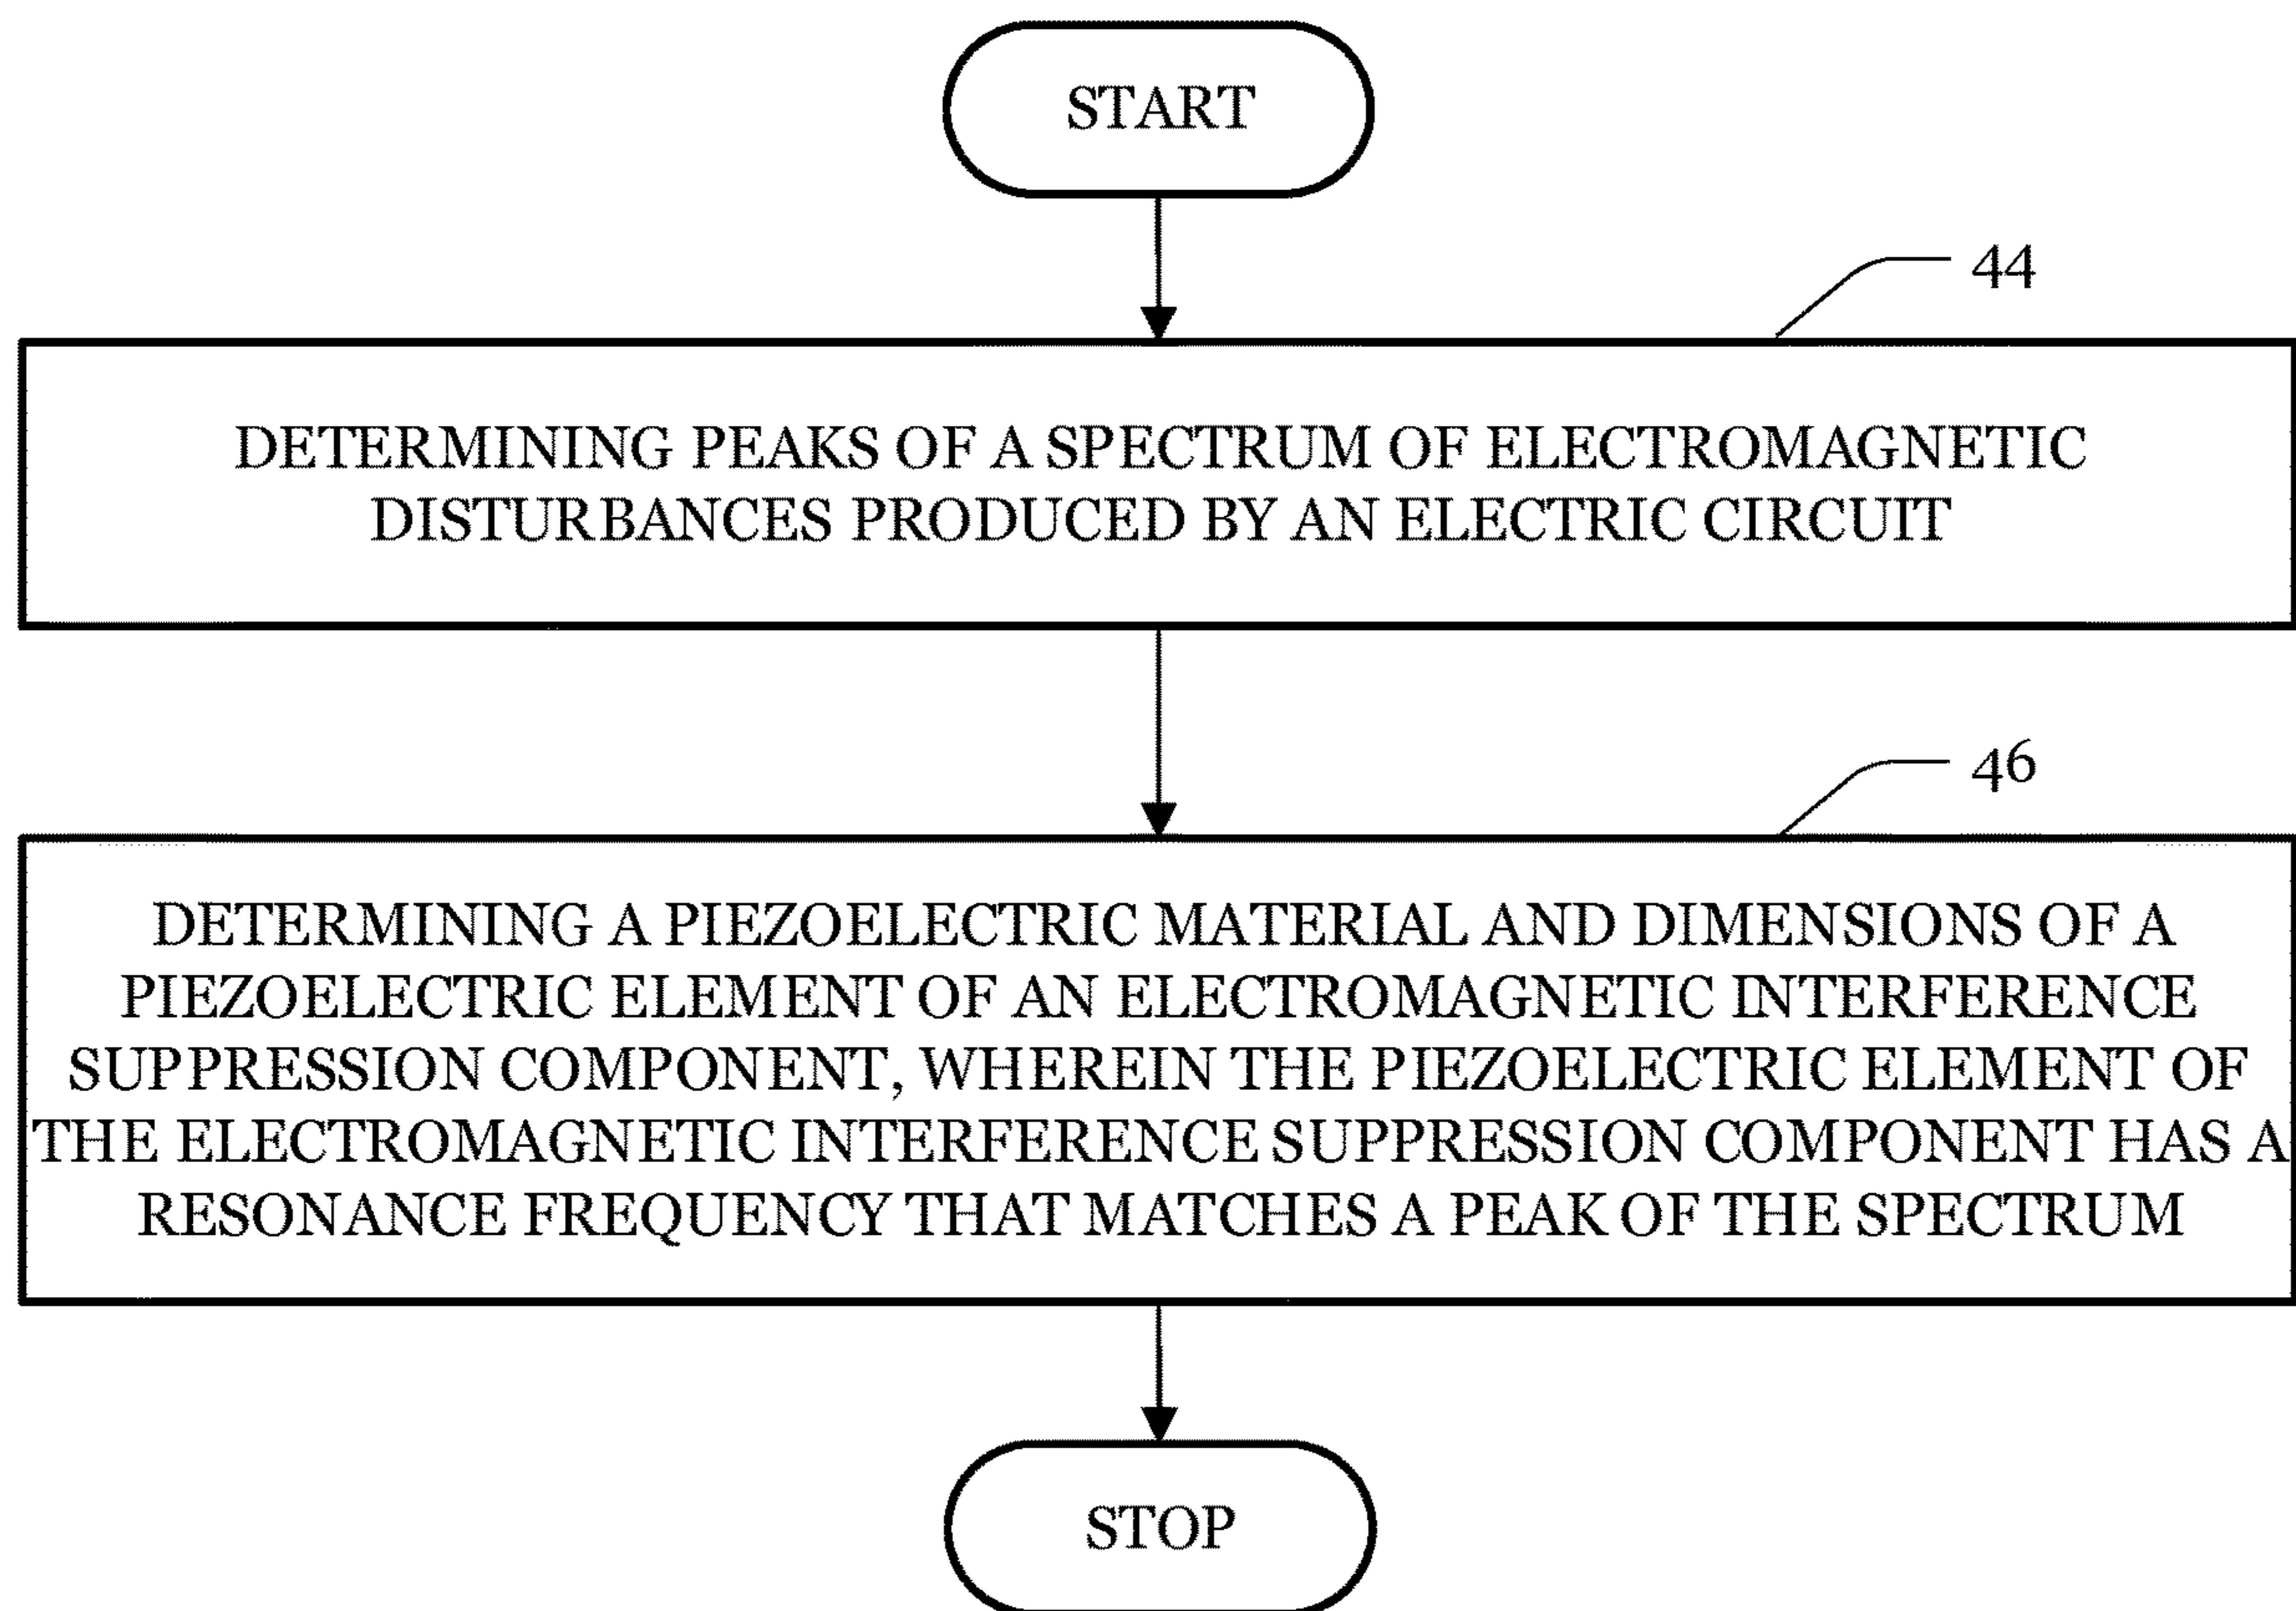 START
44
DETERMINING PEAKS OF A SPECTRUM OF ELECTROMAGNETIC
DISTURBANCES PRODUCED BY AN ELECTRIC CIRCUIT
46
DETERMINING A PIEZOELECTRIC MATERIAL AND DIMENSIONS OF A
PIEZOELECTRIC ELEMENT OF AN ELECTROMAGNETIC INTERFERENCE
SUPPRESSION COMPONENT, WHEREIN THE PIEZOELECTRIC ELEMENT OF
THE ELECTROMAGNETIC INTERFERENCE SUPPRESSION COMPONENT HAS A
RESONANCE FREQUENCY THAT MATCHES A PEAK OF THE SPECTRUM
STOP